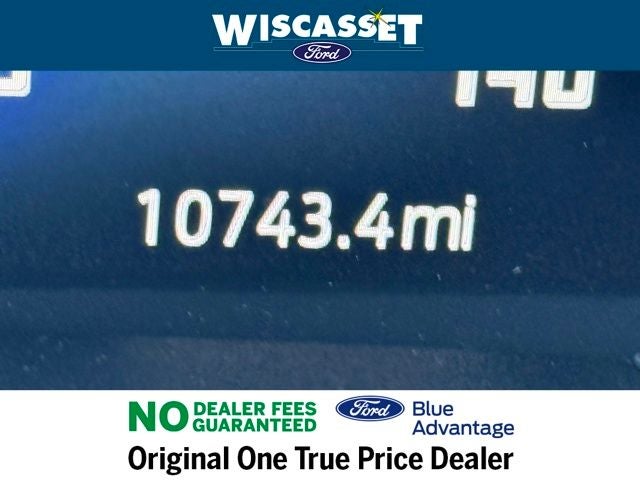 WISCASSET
Ford
140
10743.4mi
NO DEALER FEES GUARANTEED
Ford Blue Advantage
Original One True Price Dealer